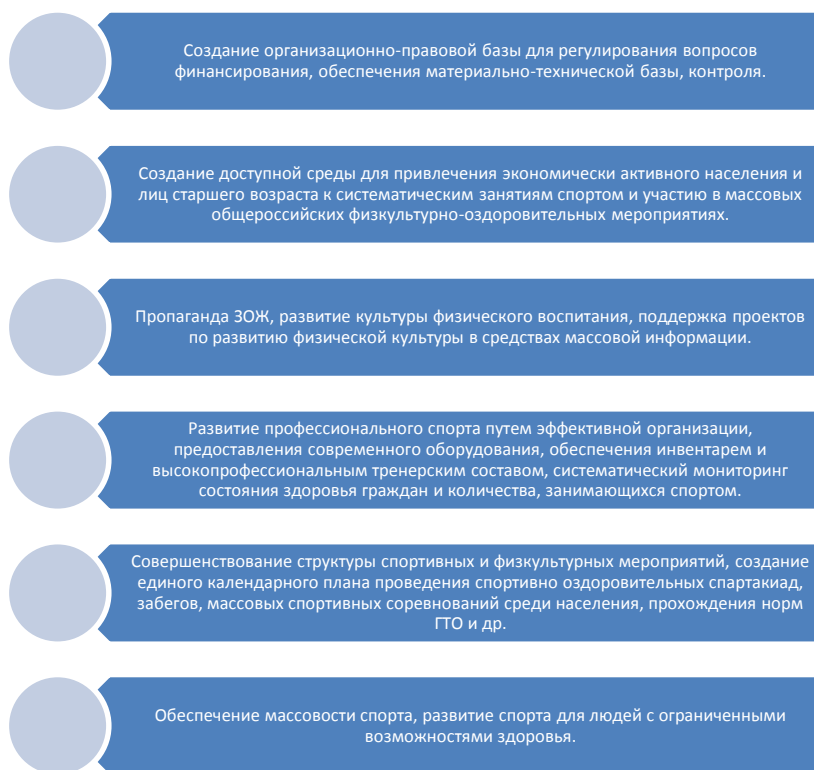 Создание организационно-правовой базы для регулирования вопросов
финансирования, обеспечения материально-технической базы, контроля.
Создание доступной среды для привлечения экономически активного населения и
лиц старшего возраста к систематическим занятиям спортом и участию в массовых
общероссийских физкультурно-оздоровительных мероприятиях.
Пропаганда ЗОЖ, развитие культуры физического воспитания, поддержка проектов
по развитию физической культуры в средствах массовой информации.
Развитие профессионального спорта путем эффективной организации,
предоставления современного оборудования, обеспечения инвентарем и
высокопрофессиональным тренерским составом, систематический мониторинг
состояния здоровья граждан и количества, занимающихся спортом.
Совершенствование структуры спортивных и физкультурных мероприятий, создание
единого календарного плана проведения спортивно оздоровительных спартакиад,
забегов, массовых спортивных соревнований среди населения, прохождения норм
ГТО и др.
Обеспечение массовости спорта, развитие спорта для людей с ограниченными
возможностями здоровья.